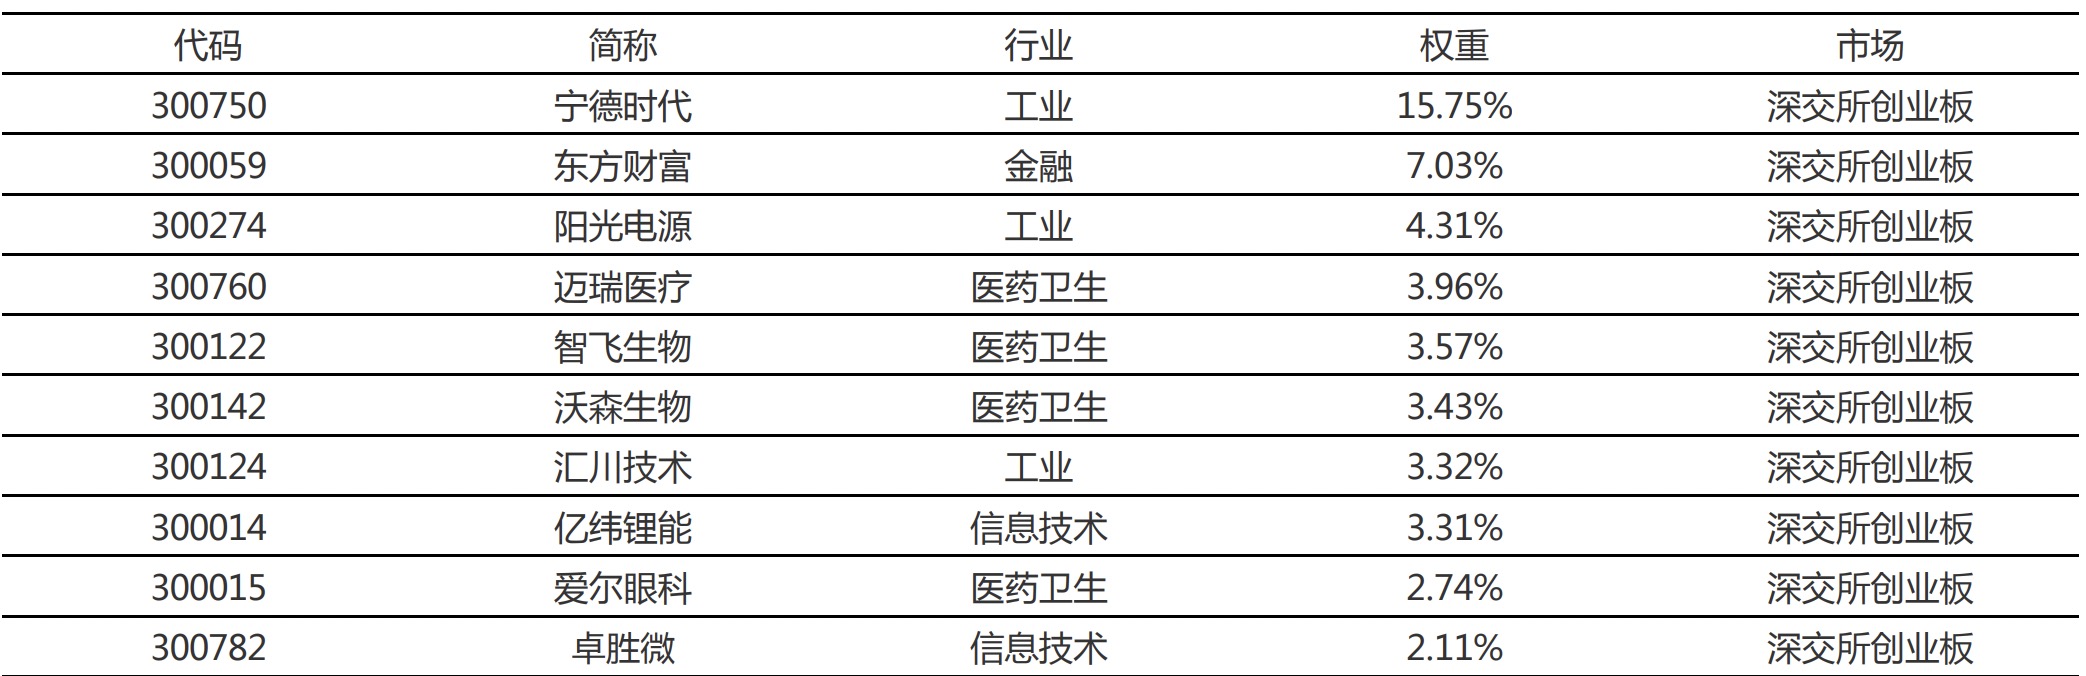 代码 简称 行业 权重 市场
300750 宁德时代 工业 15.75% 深交所创业板
300059 东方财富 金融 7.03% 深交所创业板
300274 阳光电源 工业 4.31% 深交所创业板
300760 迈瑞医疗 医药卫生 3.96% 深交所创业板
300122 智飞生物 医药卫生 3.57% 深交所创业板
300142 沃森生物 医药卫生 3.43% 深交所创业板
300124 汇川技术 工业 3.32% 深交所创业板
300014 亿纬锂能 信息技术 3.31% 深交所创业板
300015 爱尔眼科 医药卫生 2.74% 深交所创业板
300782 卓胜微 信息技术 2.11% 深交所创业板